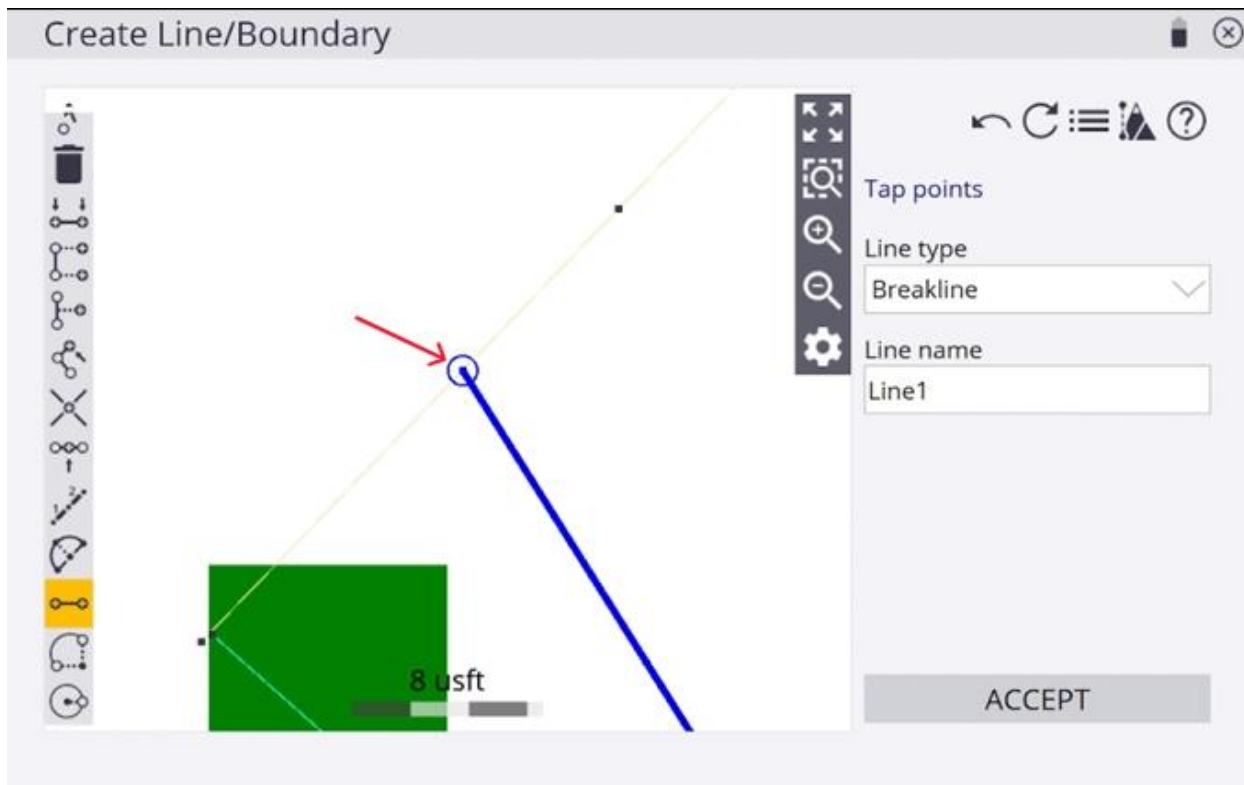 Create Line/Boundary
Tap points
Line type
Breakline
Line name
Line1
8 usft
ACCEPT